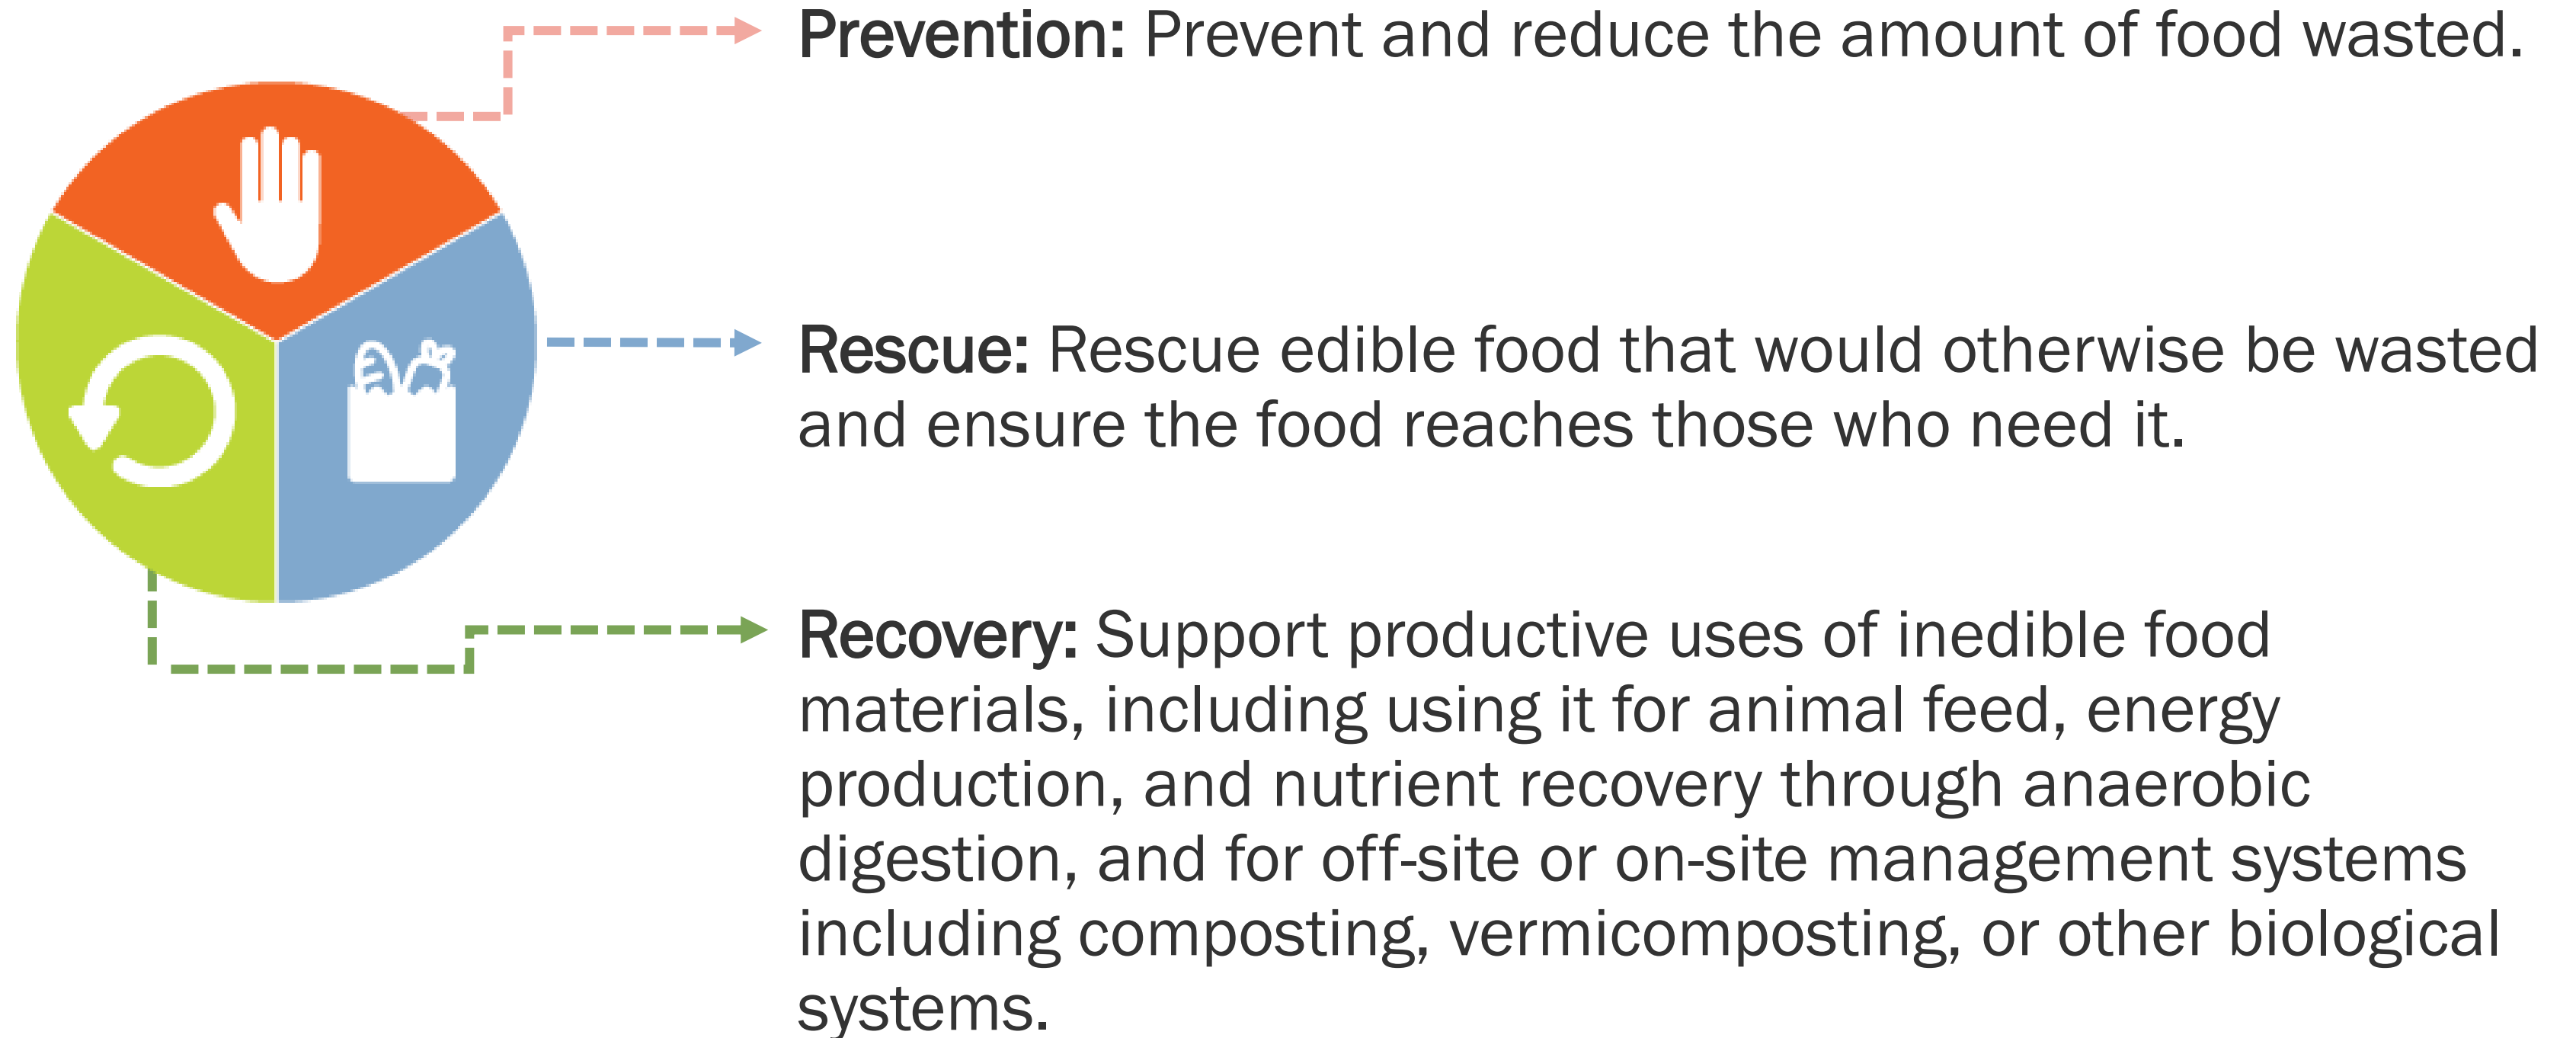 Prevention: Prevent and reduce the amount of food wasted.
Rescue: Rescue edible food that would otherwise be wasted
and ensure the food reaches those who need it.
Recovery: Support productive uses of inedible food
materials, including using it for animal feed, energy
production, and nutrient recovery through anaerobic
digestion, and for off-site or on-site management systems
including composting, vermicomposting, or other biological
systems.